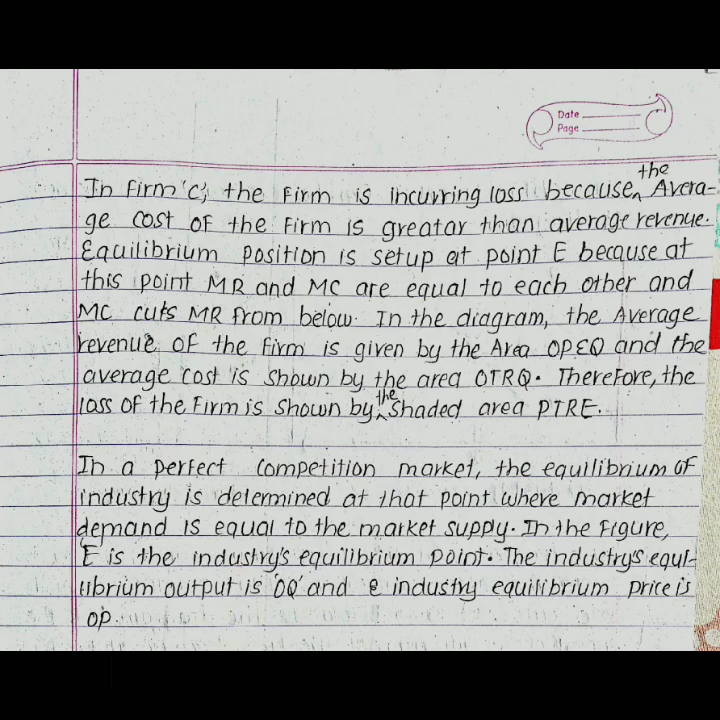 Date
Page
In Firm 'C', the Firm is incurring loss because the Avera-
ge cost of the Firm is greatar than average revenue.
Equilibrium position is setup at point E because at
this point MR and MC are equal to each other and
MC cuts MR from below. In the diagram, the Average
revenue of the firm is given by the Area OPEQ and the
average cost is shown by the area OTRQ. Therefore, the
loss of the Firm is shown by the shaded area PTRE.
In a perfect competition market, the equilibrium of
industry is determined at that point where market
demand is equal to the market supply. In the Figure,
E is the industry's equilibrium point. The industry's equi-
librium output is 'OQ' and industry equilibrium price is
OP.